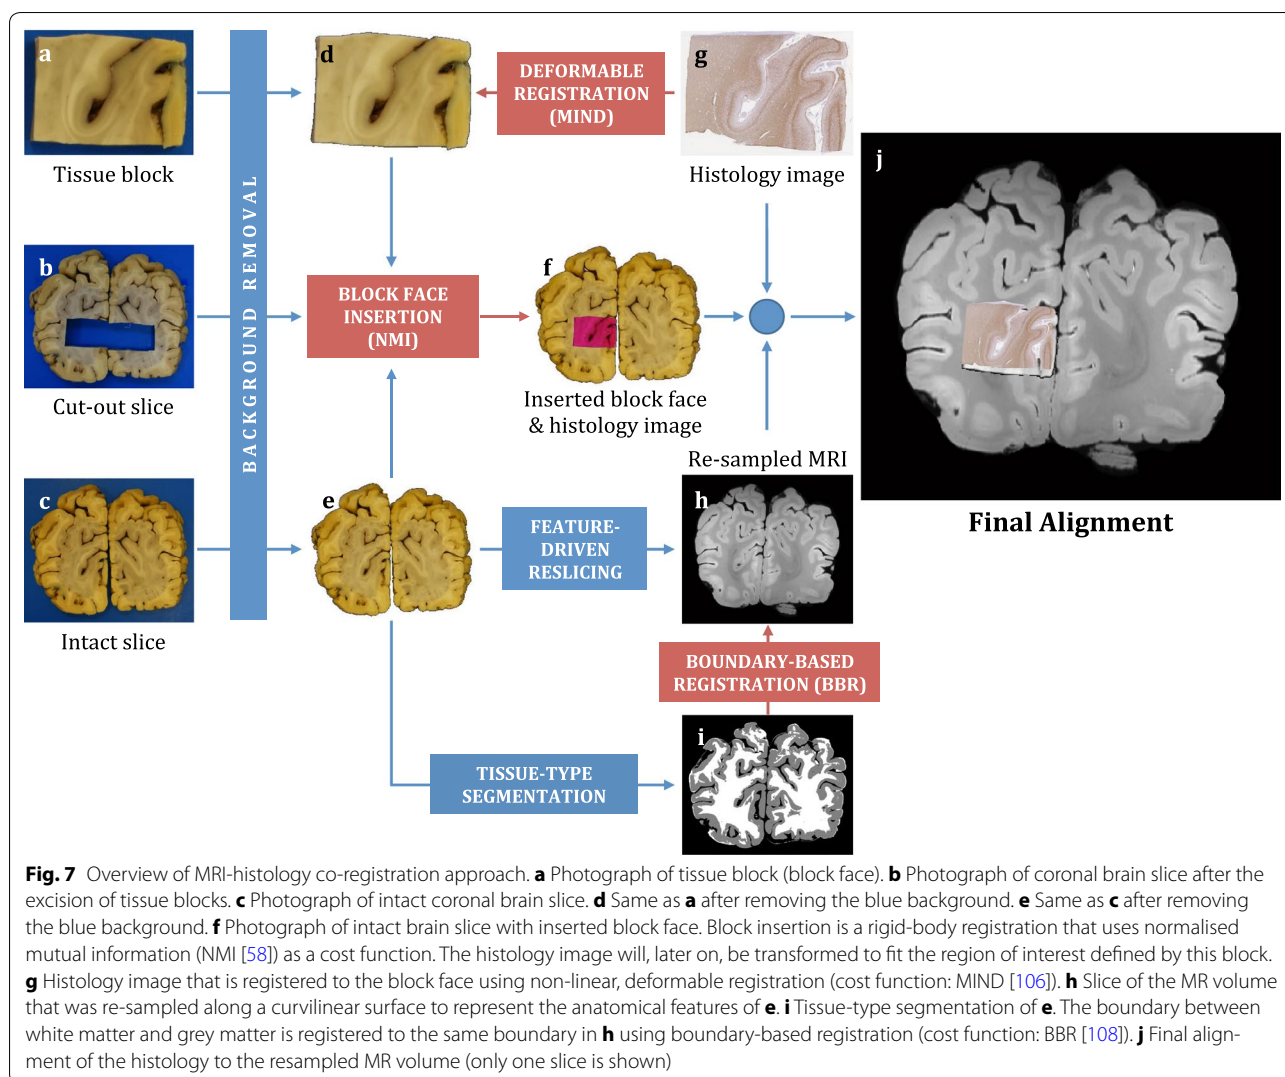 a
Tissue block
b
Cut-out slice
c
Intact slice
BACKGROUND REMOVAL
d
DEFORMABLE
REGISTRATION
(MIND)
g
Histology image
BLOCK FACE
INSERTION
(NMI)
f
Inserted block face
& histology image
j
Final Alignment
e
FEATURE-
DRIVEN
RESLICING
Re-sampled MRI
h
BOUNDARY-BASED
REGISTRATION (BBR)
TISSUE-TYPE
SEGMENTATION
i
Fig. 7 Overview of MRI-histology co-registration approach. a Photograph of tissue block (block face). b Photograph of coronal brain slice after the
excision of tissue blocks. c Photograph of intact coronal brain slice. d Same as a after removing the blue background. e Same as c after removing
the blue background. f Photograph of intact brain slice with inserted block face. Block insertion is a rigid-body registration that uses normalised
mutual information (NMI [58]) as a cost function. The histology image will, later on, be transformed to fit the region of interest defined by this block.
g Histology image that is registered to the block face using non-linear, deformable registration (cost function: MIND [106]). h Slice of the MR volume
that was re-sampled along a curvilinear surface to represent the anatomical features of e. i Tissue-type segmentation of e. The boundary between
white matter and grey matter is registered to the same boundary in h using boundary-based registration (cost function: BBR [108]). j Final align-
ment of the histology to the resampled MR volume (only one slice is shown)